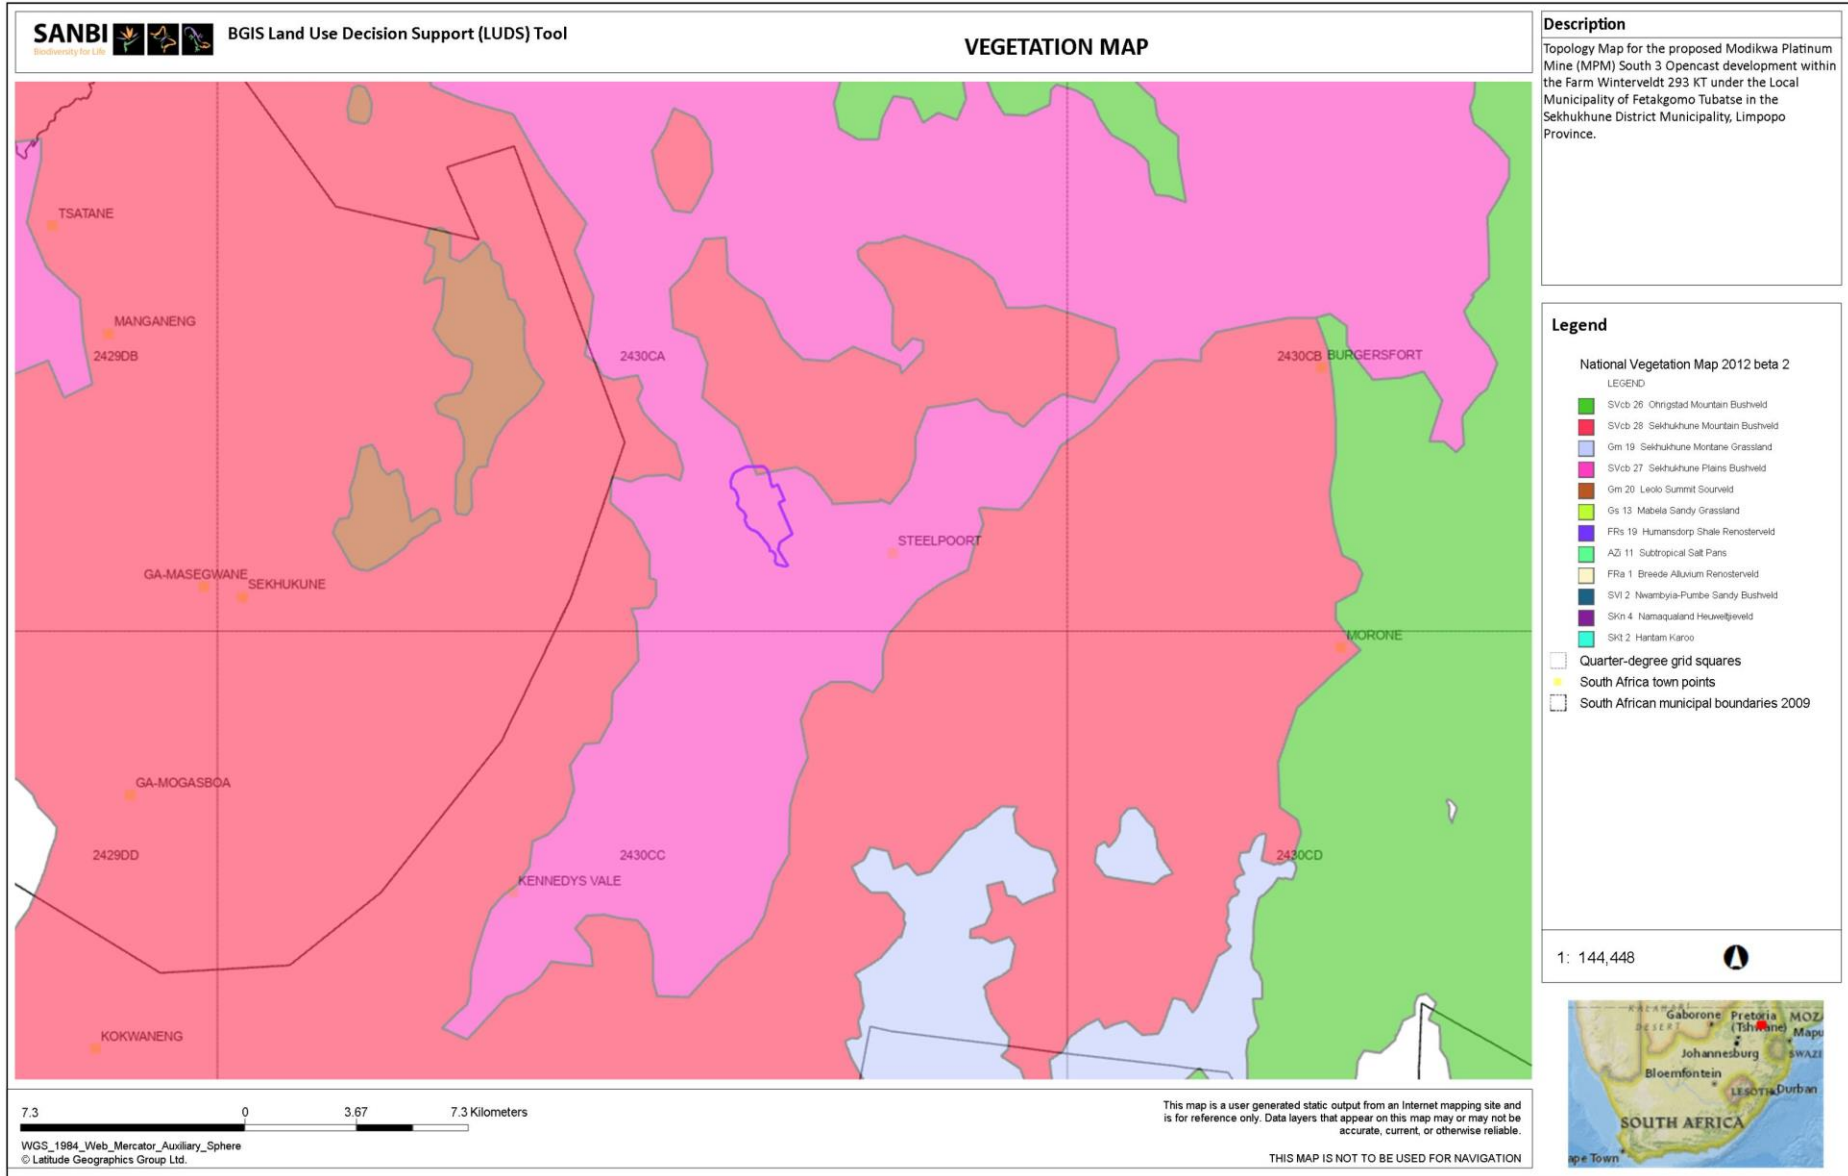 SANBI
Biodiversity for Life
BGIS Land Use Decision Support (LUDS) Tool
VEGETATION MAP
Description
Topology Map for the proposed Modikwa Platinum
Mine (MPM) South 3 Opencast development within
the Farm Winterveldt 293 KT under the Local
Municipality of Fetakgomo Tubatse in the
Sekhukhune District Municipality, Limpopo
Province.
TSATANE
MANGANENG
2429DB
2430CA
2430CB
BURGERSFORT
STEELPOORT
GA-MASEGWANE
SEKHUKUNE
MORONE
GA-MOGASBOA
2429DD
2430CC
2430CD
KENNEDYS VALE
KOKWANENG
Legend
National Vegetation Map 2012 beta 2
LEGEND
SVcb 26 Ohrigstad Mountain Bushveld
SVcb 28 Sekhukhune Mountain Bushveld
Gm 19 Sekhukhune Montane Grassland
SVcb 27 Sekhukhune Plains Bushveld
Gm 20 Leolo Summit Sourveld
Gs 13 Mabela Sandy Grassland
FRs 19 Humansdorp Shale Renosterveld
AZi 11 Subtropical Salt Pans
FRa 1 Breede Alluvium Renosterveld
SVl 2 Nwambyia-Pumbe Sandy Bushveld
SKn 4 Namaqualand Heuweltjieveld
SKt 2 Hantam Karoo
Quarter-degree grid squares
South Africa town points
South African municipal boundaries 2009
1: 144,448
KALAHARI
DESERT
Gaborone
Pretoria
(Tshwane)
MOZ
Mapu
Johannesburg
SWAZI
Bloemfontein
LESOTHO
Durban
SOUTH AFRICA
ape Town
7.3 0 3.67 7.3 Kilometers
WGS_1984_Web_Mercator_Auxiliary_Sphere
© Latitude Geographics Group Ltd.
This map is a user generated static output from an Internet mapping site and
is for reference only. Data layers that appear on this map may or may not be
accurate, current, or otherwise reliable.
THIS MAP IS NOT TO BE USED FOR NAVIGATION